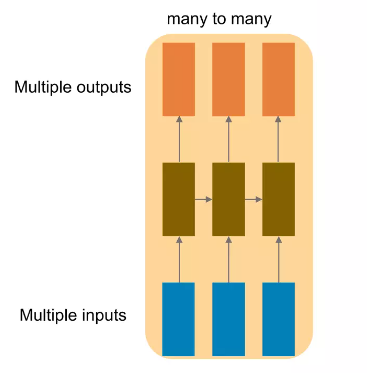 many to many
Multiple outputs
Multiple inputs